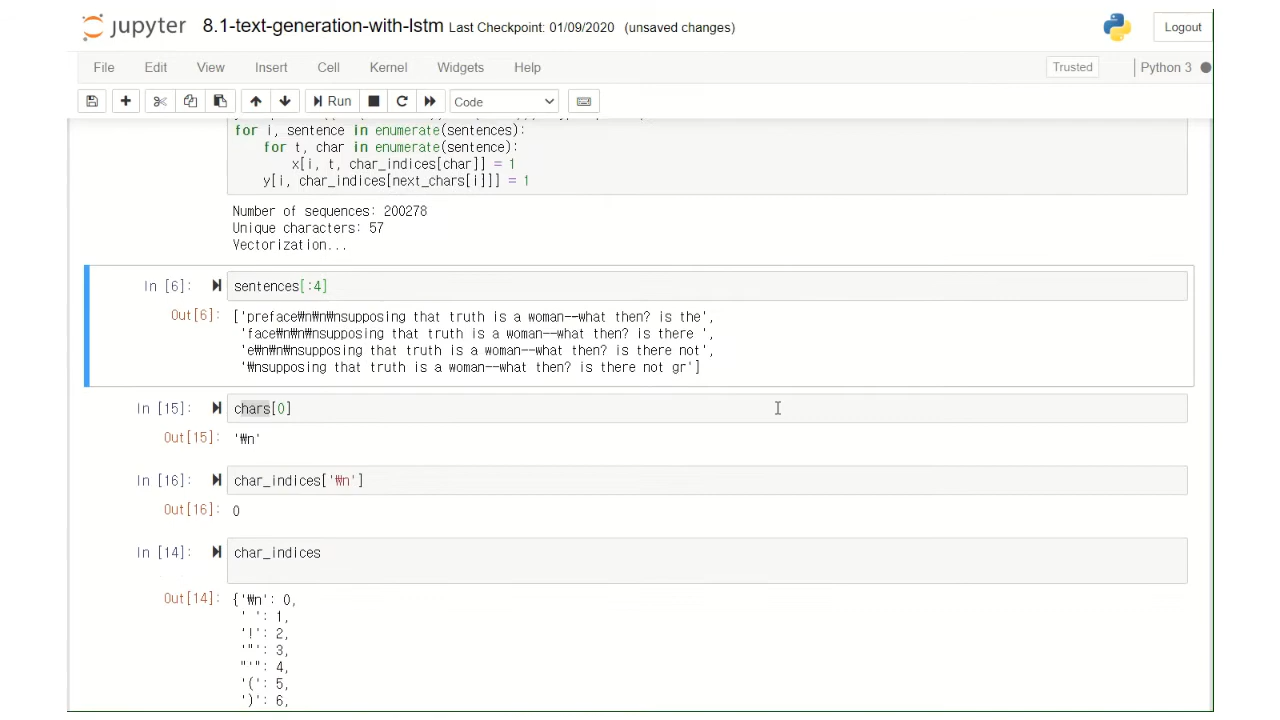 jupyter 8.1-text-generation-with-lstm Last Checkpoint: 01/09/2020 (unsaved changes) Logout
File Edit View Insert Cell Kernel Widgets Help Trusted Python 3
Run Code
for i, sentence in enumerate(sentences):
    for t, char in enumerate(sentence):
        x[i, t, char_indices[char]] = 1
    y[i, char_indices[next_chars[i]]] = 1
Number of sequences: 200278
Unique characters: 57
Vectorization...
In [6]: sentences[:4]
Out[6]: ['preface₩n₩n₩nsupposing that truth is a woman--what then? is the',
'face₩n₩n₩nsupposing that truth is a woman--what then? is there ',
'e₩n₩n₩nsupposing that truth is a woman--what then? is there not',
'₩nsupposing that truth is a woman--what then? is there not gr']
In [15]: chars[0]
Out[15]: '₩n'
In [16]: char_indices['₩n']
Out[16]: 0
In [14]: char_indices
Out[14]: {'₩n': 0,
' ': 1,
'!': 2,
'"': 3,
"'": 4,
'(': 5,
')': 6,